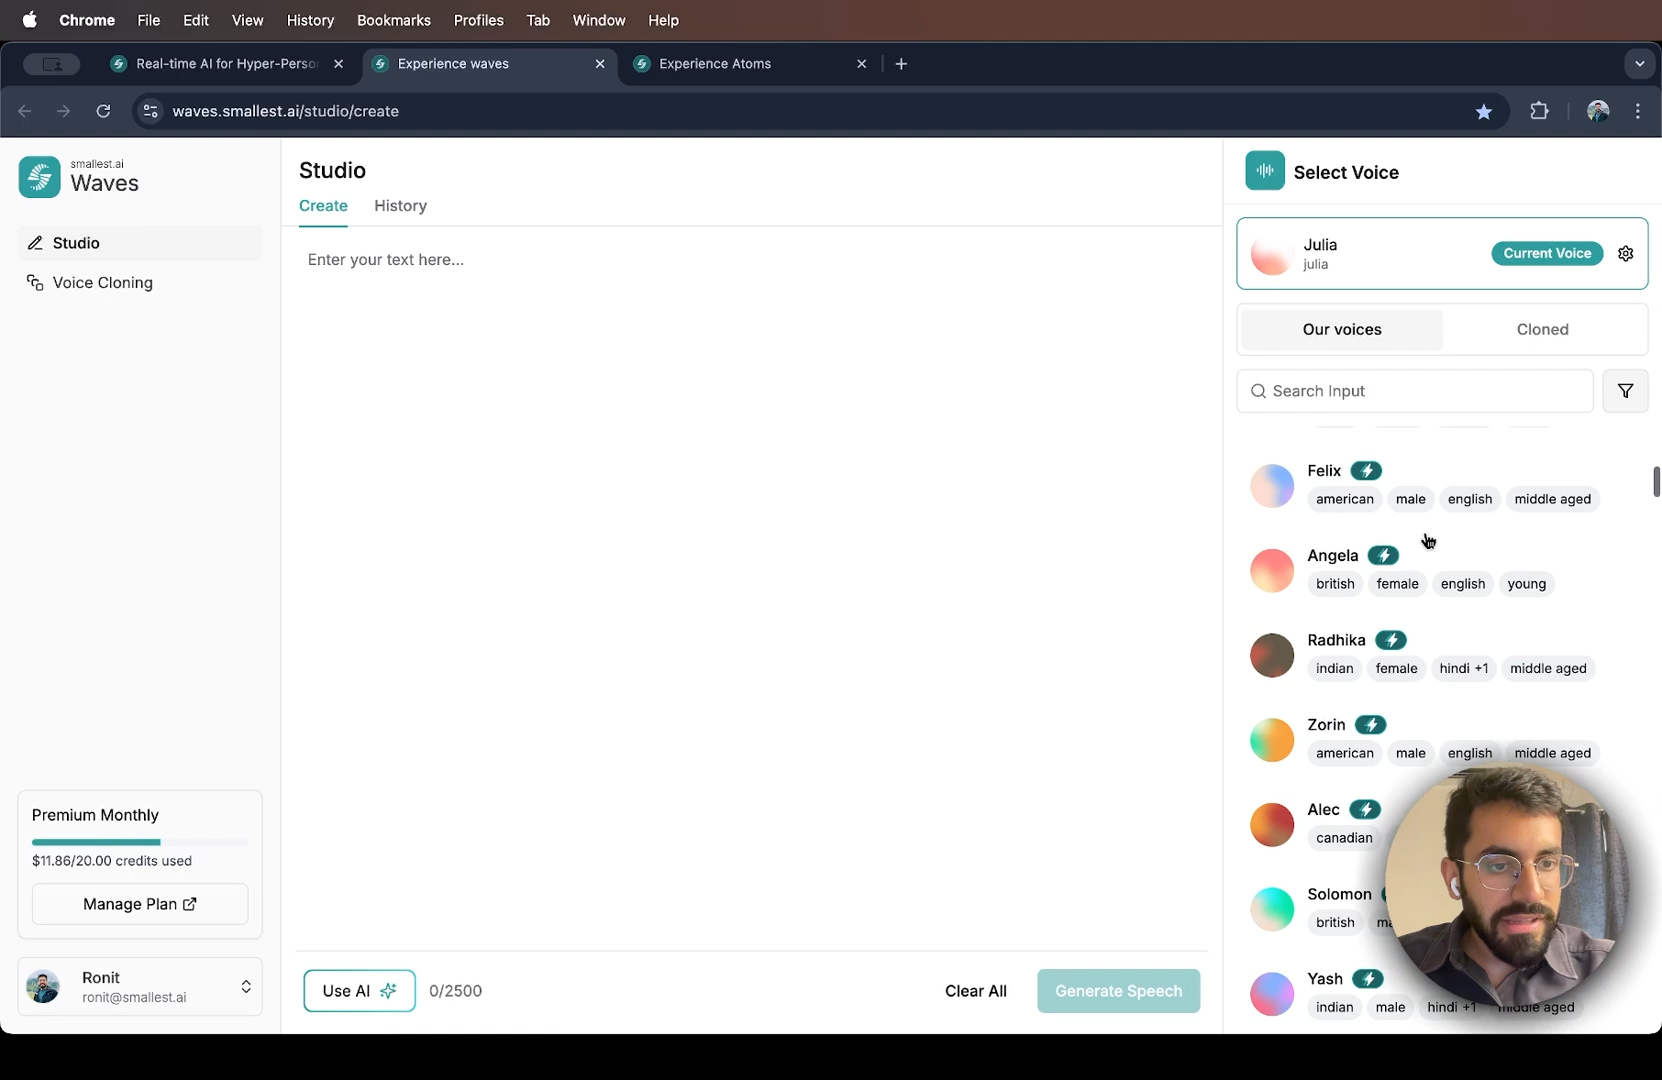 Chrome File Edit View History Bookmarks Profiles Tab Window Help
Real-time AI for Hyper-Perso
Experience waves
Experience Atoms
waves.smallest.ai/studio/create
smallest.ai
Waves
Studio
Voice Cloning
Premium Monthly
$11.86/20.00 credits used
Manage Plan
Ronit
ronit@smallest.ai
Studio
Create History
Enter your text here...
Use AI 0/2500 Clear All Generate Speech
Select Voice
Julia
julia
Current Voice
Our voices Cloned
Search Input
Felix
american male english middle aged
Angela
british female english young
Radhika
indian female hindi +1 middle aged
Zorin
american male english middle aged
Alec
canadian
Solomon
british
Yash
indian male hindi +1 middle aged